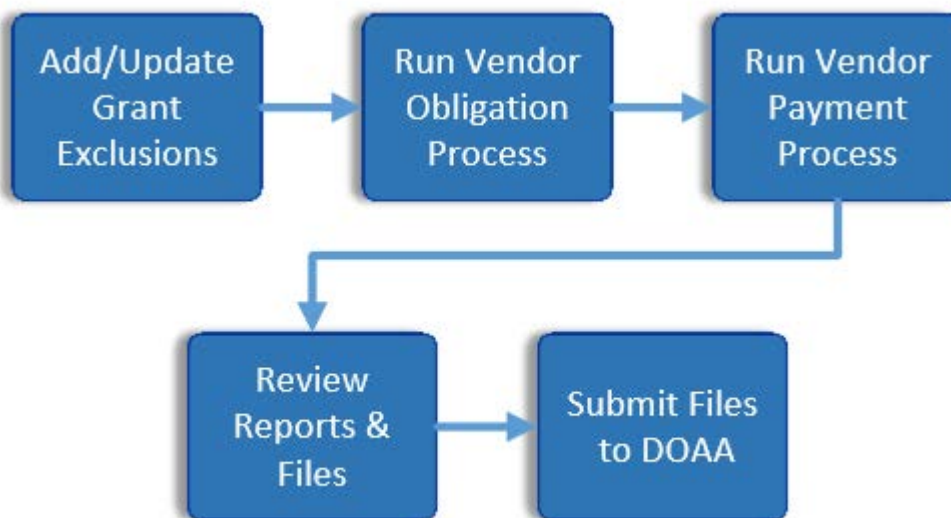 Add/Update
Grant
Exclusions
Run Vendor
Obligation
Process
Run Vendor
Payment
Process
Review
Reports &
Files
Submit Files
to DOAA